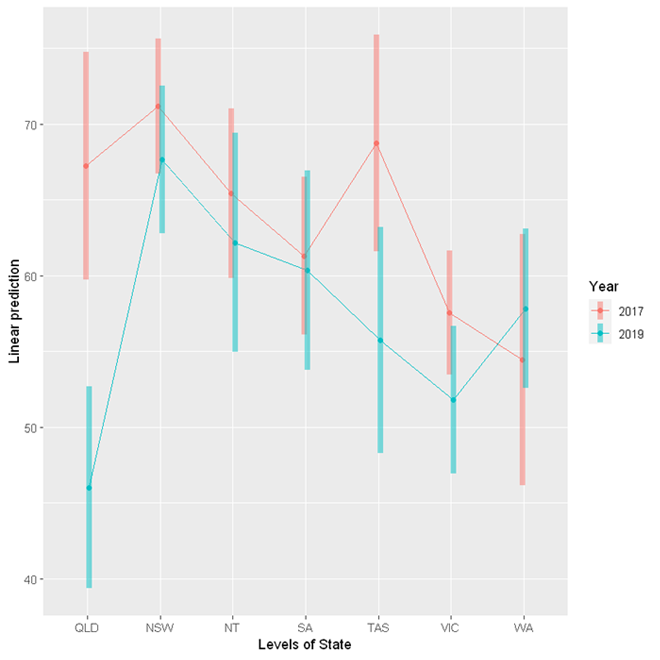 70
60
50
40
Linear prediction
QLD NSW NT SA TAS VIC WA
Levels of State
Year
2017
2019